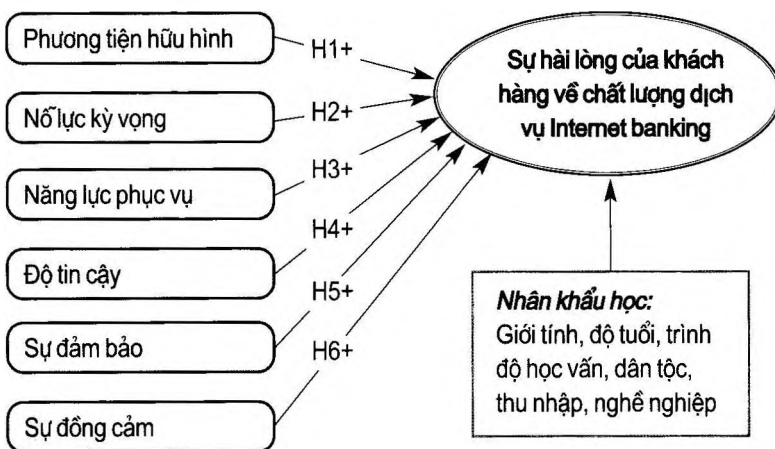 Phương tiện hữu hình
H1+
Nỗ lực kỳ vọng
H2+
Năng lực phục vụ
H3+
Độ tin cậy
H4+
Sự đảm bảo
H5+
Sự đồng cảm
H6+
Sự hài lòng của khách
hàng về chất lượng dịch
vụ Internet banking
Nhân khẩu học:
Giới tính, độ tuổi, trình
độ học vấn, dân tộc,
thu nhập, nghề nghiệp